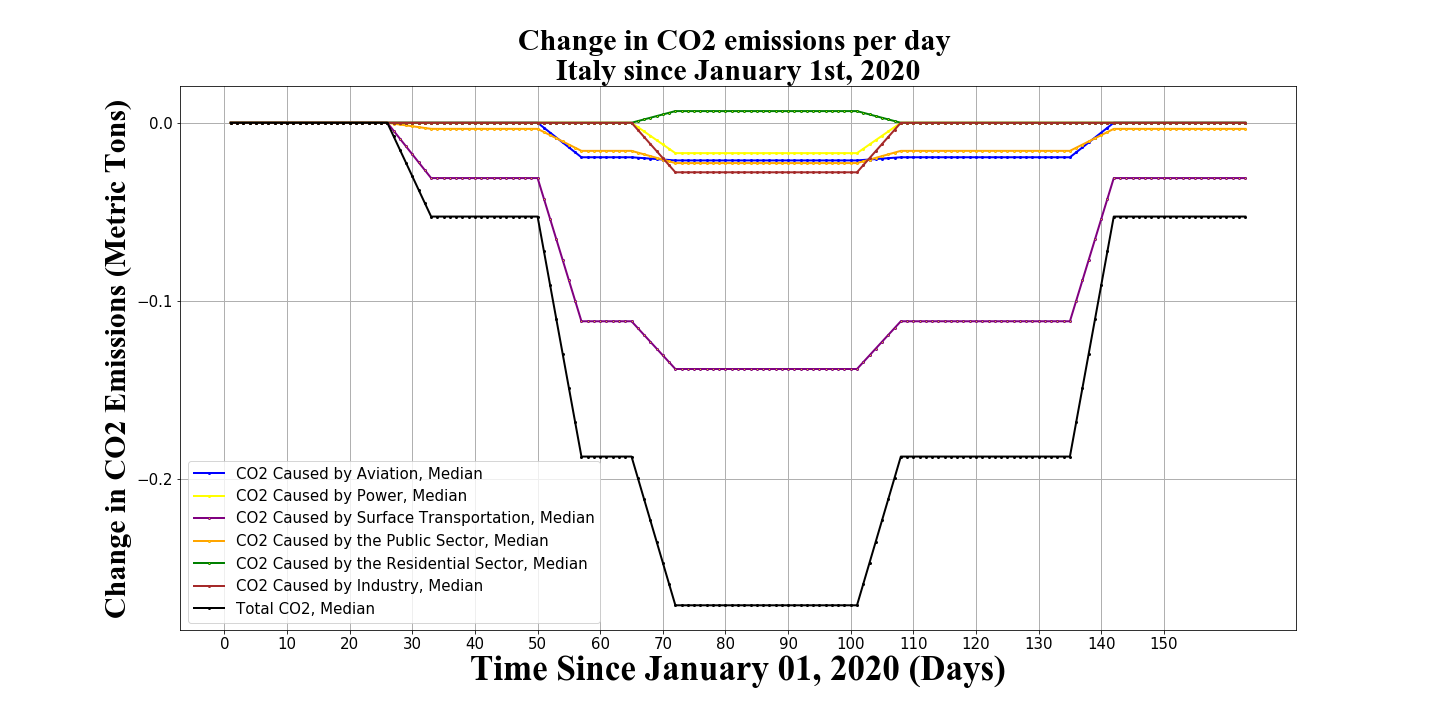 Change in CO2 emissions per day
Italy since January 1st, 2020
Change in CO2 Emissions (Metric Tons)
0.0
−0.1
−0.2
CO2 Caused by Aviation, Median
CO2 Caused by Power, Median
CO2 Caused by Surface Transportation, Median
CO2 Caused by the Public Sector, Median
CO2 Caused by the Residential Sector, Median
CO2 Caused by Industry, Median
Total CO2, Median
0 10 20 30 40 50 60 70 80 90 100 110 120 130 140 150
Time Since January 01, 2020 (Days)